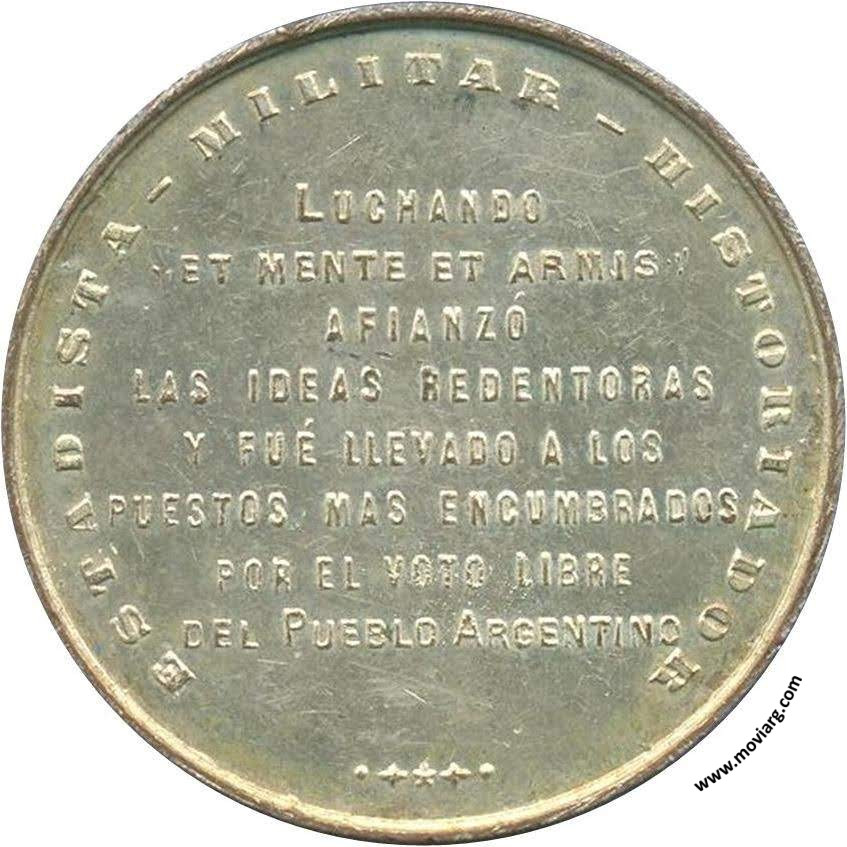 ESTADISTA - MILITAR - HISTORIADOR
LUCHANDO
"ET MENTE ET ARMIS"
AFIANZÓ
LAS IDEAS REDENTORAS
Y FUÉ LLEVADO A LOS
PUESTOS MAS ENCUMBRADOS
POR EL VOTO LIBRE
DEL PUEBLO ARGENTINO
www.moviarg.com